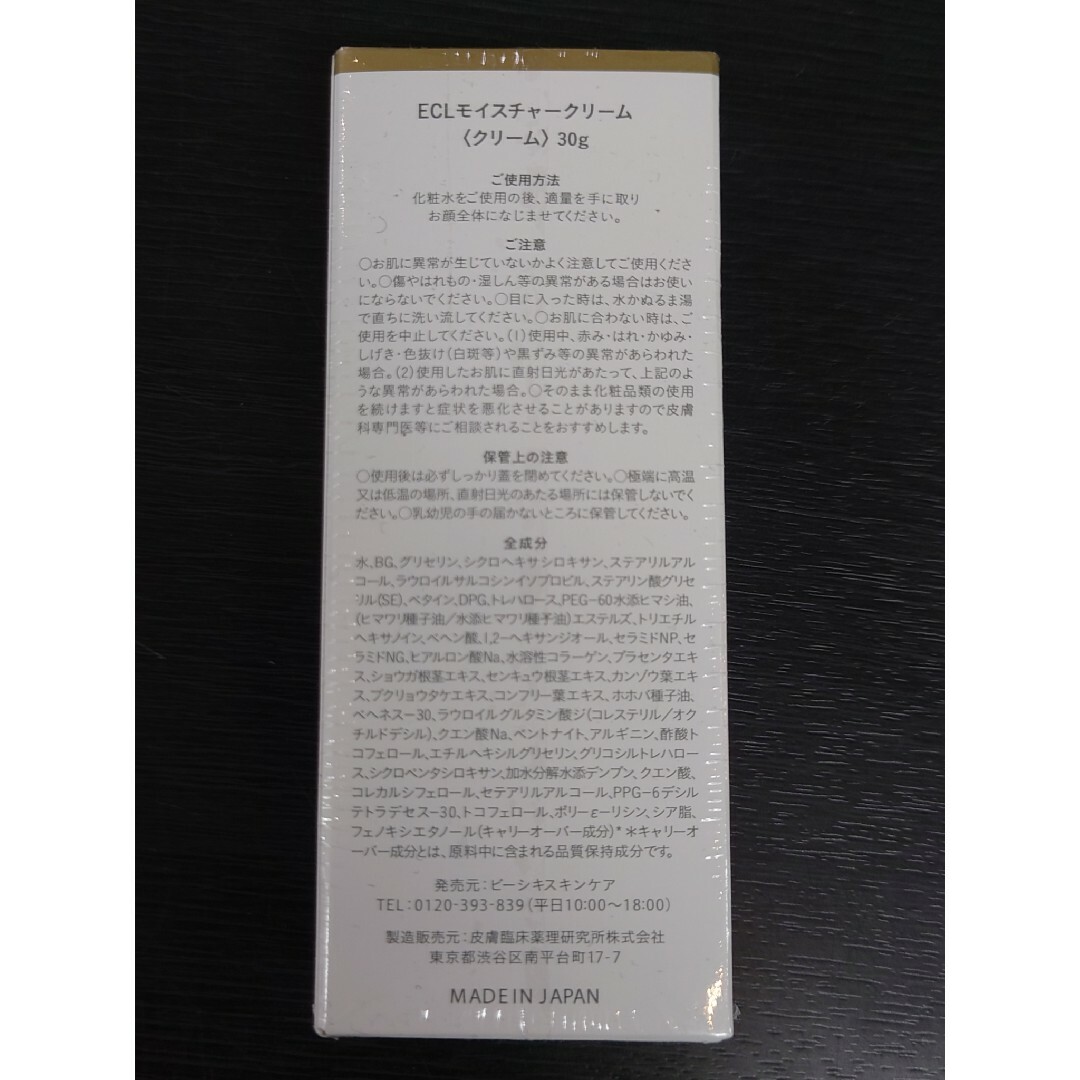 ECLモイスチャークリーム
〈クリーム〉30g
ご使用方法
化粧水をご使用の後、適量を手に取り
お顔全体になじませてください。
ご注意
○お肌に異常が生じていないかよく注意してご使用くださ
い。○傷やはれもの・湿しん等の異常がある場合はお使い
にならないでください。○目に入った時は、水かぬるま湯
で直ちに洗い流してください。○お肌に合わない時は、ご
使用を中止してください。(1)使用中、赤み・はれ・かゆみ・
しげき・色抜け(白斑等)や黒ずみ等の異常があらわれた
場合。(2)使用したお肌に直射日光があたって、上記のよ
うな異常があらわれた場合。○そのまま化粧品類の使用
を続けますと症状を悪化させることがありますので皮膚
科専門医等にご相談されることをおすすめします。
保管上の注意
○使用後は必ずしっかり蓋を閉めてください。○極端に高温
又は低温の場所、直射日光のあたる場所には保管しないでく
ださい。○乳幼児の手の届かないところに保管してください。
全成分
水、BG、グリセリン、シクロヘキサシロキサン、ステアリルアル
コール、ラウロイルサルコシンイソプロピル、ステアリン酸グリセ
リル(SE)、ベタイン、DPG、トレハロース、PEG-60水添ヒマシ油、
(ヒマワリ種子油/水添ヒマワリ種子油)エステルズ、トリエチル
ヘキサノイン、ベヘン酸、1,2-ヘキサンジオール、セラミドNP、セ
ラミドNG、ヒアルロン酸Na、水溶性コラーゲン、プラセンタエキ
ス、ショウガ根茎エキス、センキュウ根茎エキス、カンゾウ葉エキ
ス、ブクリョウタケエキス、コンフリー葉エキス、ホホバ種子油、
ベヘネス-30、ラウロイルグルタミン酸ジ(コレステリル/オク
チルドデシル)、クエン酸Na、ベントナイト、アルギニン、酢酸ト
コフェロール、エチルヘキシルグリセリン、グリコシルトレハロー
ス、シクロペンタシロキサン、加水分解水添デンプン、クエン酸、
コレカルシフェロール、セテアリルアルコール、PPG-6デシル
テトラデセス-30、トコフェロール、ポリ-ε-リシン、シア脂、
フェノキシエタノール(キャリーオーバー成分)* ＊キャリーオ
ーバー成分とは、原料中に含まれる品質保持成分です。
発売元：ビーシキスキンケア
TEL：0120-393-839(平日10:00〜18:00)
製造販売元：皮膚臨床薬理研究所株式会社
東京都渋谷区南平台町17-7
MADE IN JAPAN